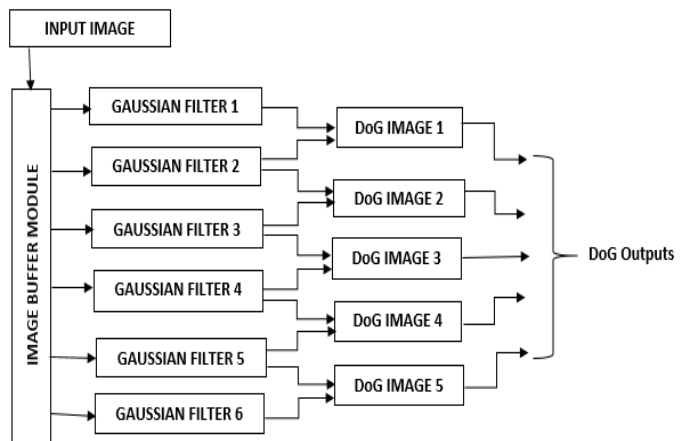 INPUT IMAGE
IMAGE BUFFER MODULE
GAUSSIAN FILTER 1
GAUSSIAN FILTER 2
GAUSSIAN FILTER 3
GAUSSIAN FILTER 4
GAUSSIAN FILTER 5
GAUSSIAN FILTER 6
DoG IMAGE 1
DoG IMAGE 2
DoG IMAGE 3
DoG IMAGE 4
DoG IMAGE 5
DoG Outputs